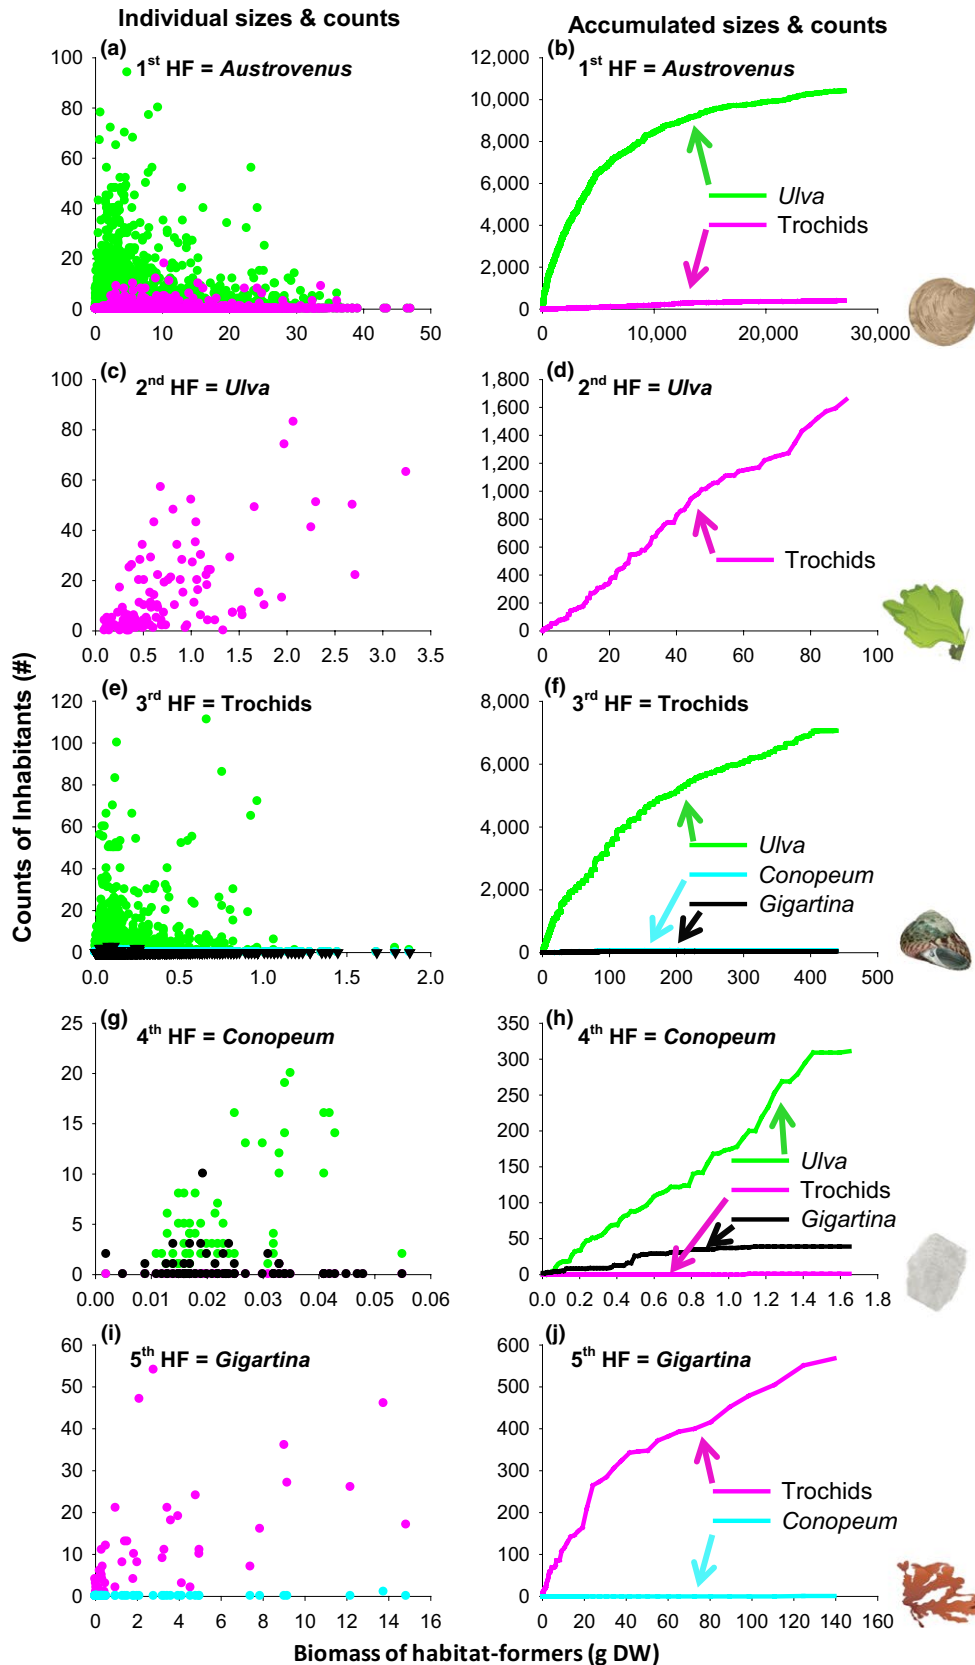 Individual sizes & counts
Accumulated sizes & counts
Counts of Inhabitants (#)
(a)
1st HF = Austrovenus
100
80
60
40
20
0
0 10 20 30 40 50
(b)
1st HF = Austrovenus
12,000
10,000
8,000
6,000
4,000
2,000
0
Ulva
Trochids
0 10,000 20,000 30,000
(c)
2nd HF = Ulva
100
80
60
40
20
0
0.0 0.5 1.0 1.5 2.0 2.5 3.0 3.5
(d)
2nd HF = Ulva
1,800
1,600
1,400
1,200
1,000
800
600
400
200
0
Trochids
0 20 40 60 80 100
(e)
3rd HF = Trochids
120
100
80
60
40
20
0
0.0 0.5 1.0 1.5 2.0
(f)
3rd HF = Trochids
8,000
6,000
4,000
2,000
0
Ulva
Conopeum
Gigartina
0 100 200 300 400 500
(g)
4th HF = Conopeum
25
20
15
10
5
0
0.00 0.01 0.02 0.03 0.04 0.05 0.06
(h)
4th HF = Conopeum
350
300
250
200
150
100
50
0
Ulva
Trochids
Gigartina
0.0 0.2 0.4 0.6 0.8 1.0 1.2 1.4 1.6 1.8
(i)
5th HF = Gigartina
60
50
40
30
20
10
0
0 2 4 6 8 10 12 14 16
(j)
5th HF = Gigartina
600
500
400
300
200
100
0
Trochids
Conopeum
0 20 40 60 80 100 120 140 160
Biomass of habitat-formers (g DW)